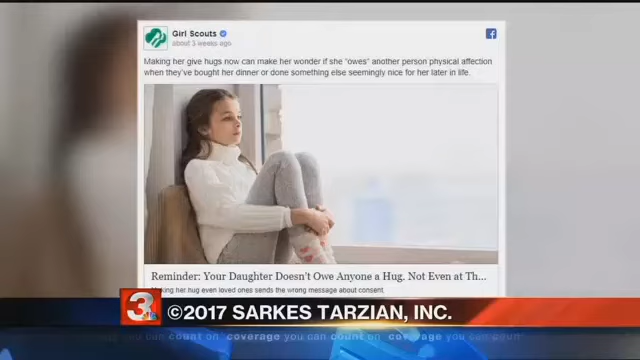 Girl Scouts
about 3 weeks ago
Making her give hugs now can make her wonder if she "owes" another person physical affection
when they've bought her dinner or done something else seemingly nice for her later in life.
Reminder: Your Daughter Doesn't Owe Anyone a Hug. Not Even at Th...
Making her hug even loved ones sends the wrong message about consent.
3 ©2017 SARKES TARZIAN, INC.
you can count on coverage you can count on coverage you can count